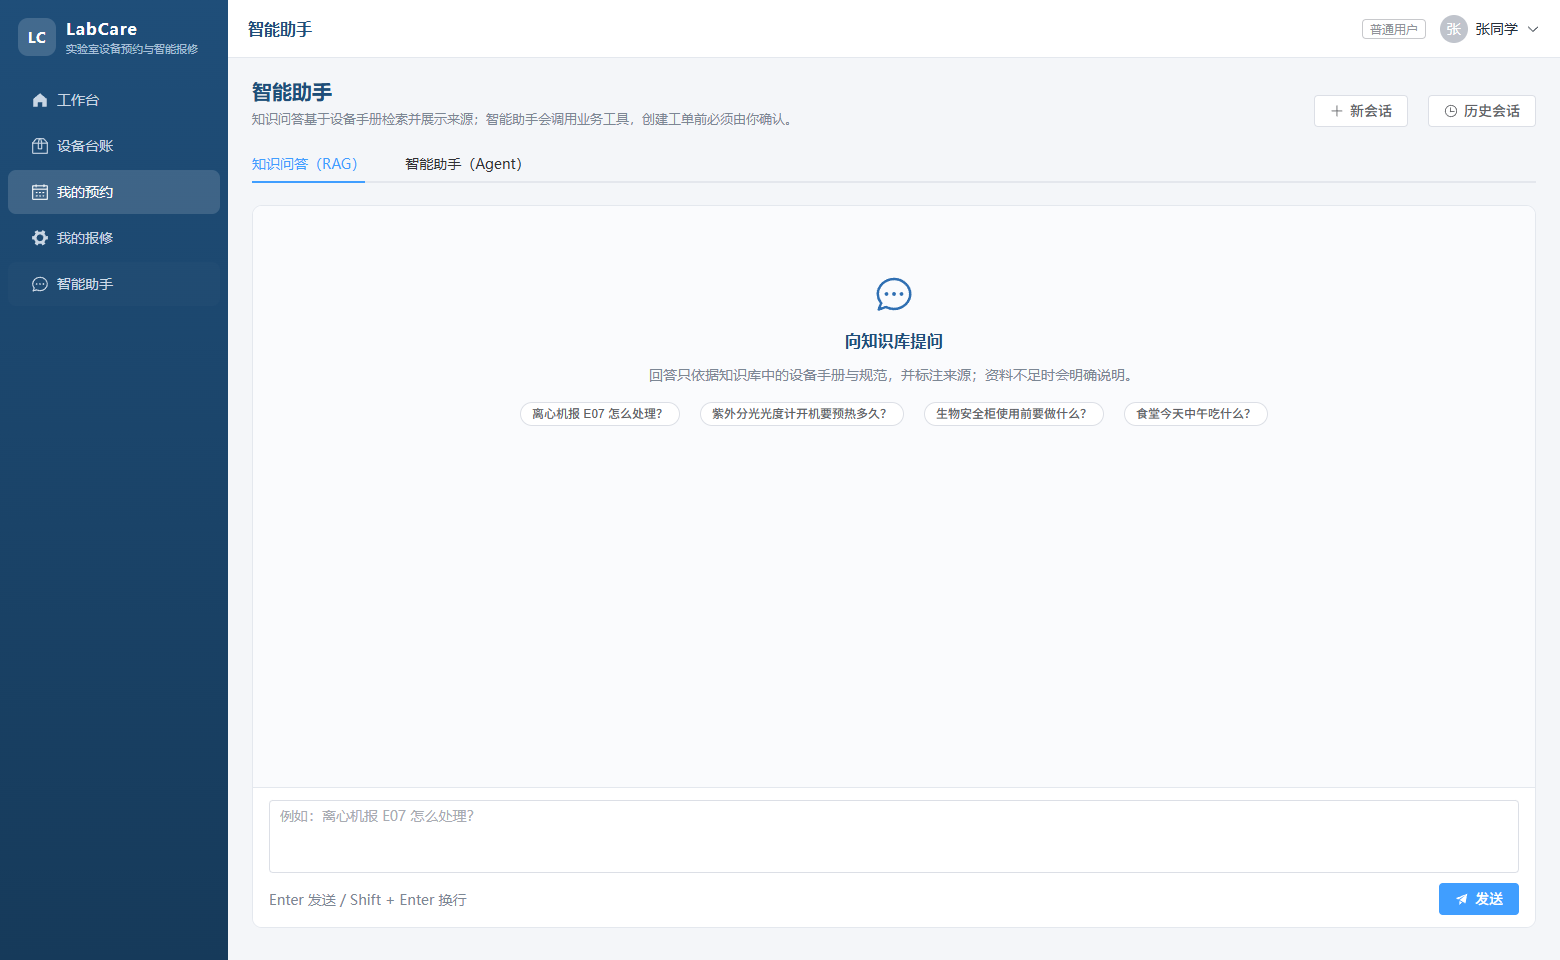 LC
LabCare
实验室设备预约与智能报修
工作台
设备台账
我的预约
我的报修
智能助手
智能助手
普通用户
张
张同学
智能助手
知识问答基于设备手册检索并展示来源；智能助手会调用业务工具，创建工单前必须由你确认。
新会话
历史会话
知识问答（RAG）
智能助手（Agent）
向知识库提问
回答只依据知识库中的设备手册与规范，并标注来源；资料不足时会明确说明。
离心机报 E07 怎么处理？
紫外分光光度计开机要预热多久？
生物安全柜使用前要做什么？
食堂今天中午吃什么？
例如：离心机报 E07 怎么处理？
Enter 发送 / Shift + Enter 换行
发送